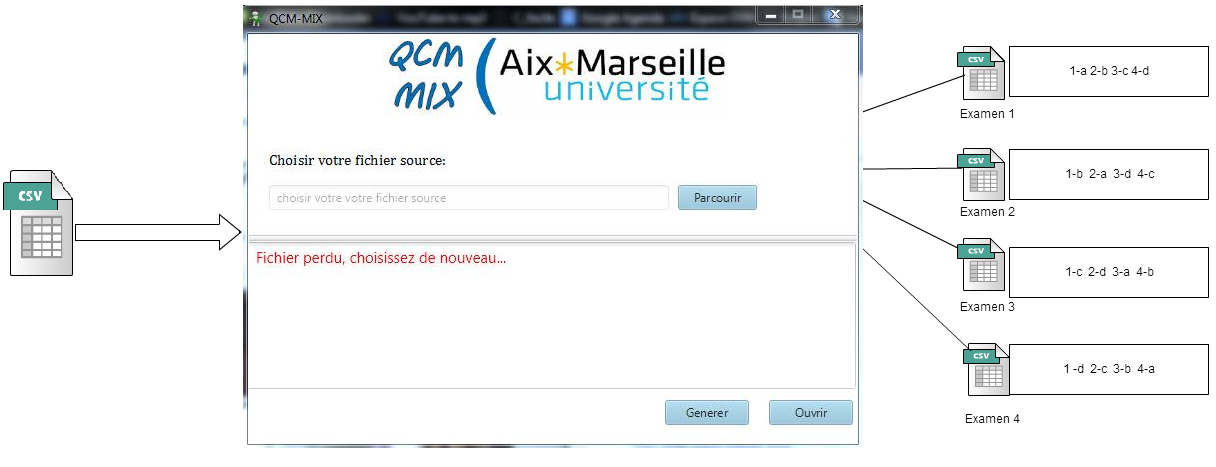 QCM-MIX
QCM
MIX
Aix Marseille
université
Choisir votre fichier source:
choisir votre votre fichier source
Parcourir
Fichier perdu, choisissez de nouveau...
Generer
Ouvrir
CSV
CSV
1-a 2-b 3-c 4-d
Examen 1
CSV
1-b 2-a 3-d 4-c
Examen 2
CSV
1-c 2-d 3-a 4-b
Examen 3
CSV
1 -d 2-c 3-b 4-a
Examen 4